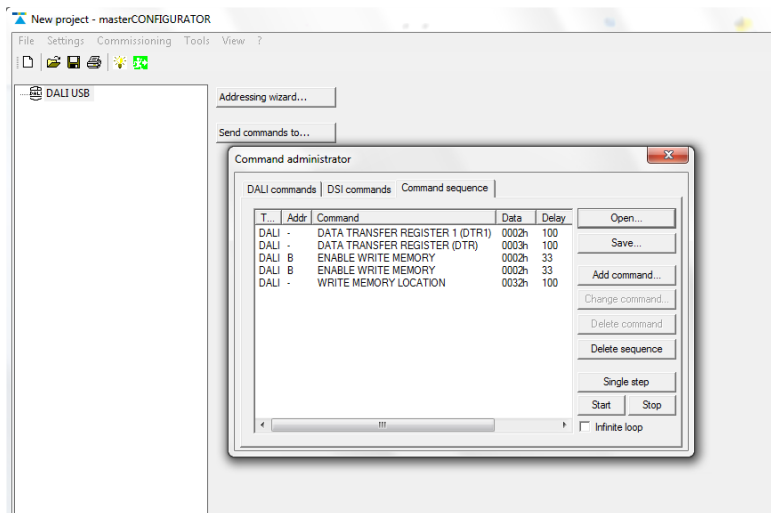 New project - masterCONFIGURATOR
File Settings Commissioning Tools View ?
DALI USB
Addressing wizard...
Send commands to...
Command administrator
DALI commands DSI commands Command sequence
T... Addr Command Data Delay
DALI - DATA TRANSFER REGISTER 1 (DTR1) 0002h 100
DALI - DATA TRANSFER REGISTER (DTR) 0003h 100
DALI B ENABLE WRITE MEMORY 0002h 33
DALI B ENABLE WRITE MEMORY 0002h 33
DALI - WRITE MEMORY LOCATION 0032h 100
Open...
Save...
Add command...
Change command...
Delete command
Delete sequence
Single step
Start Stop
Infinite loop